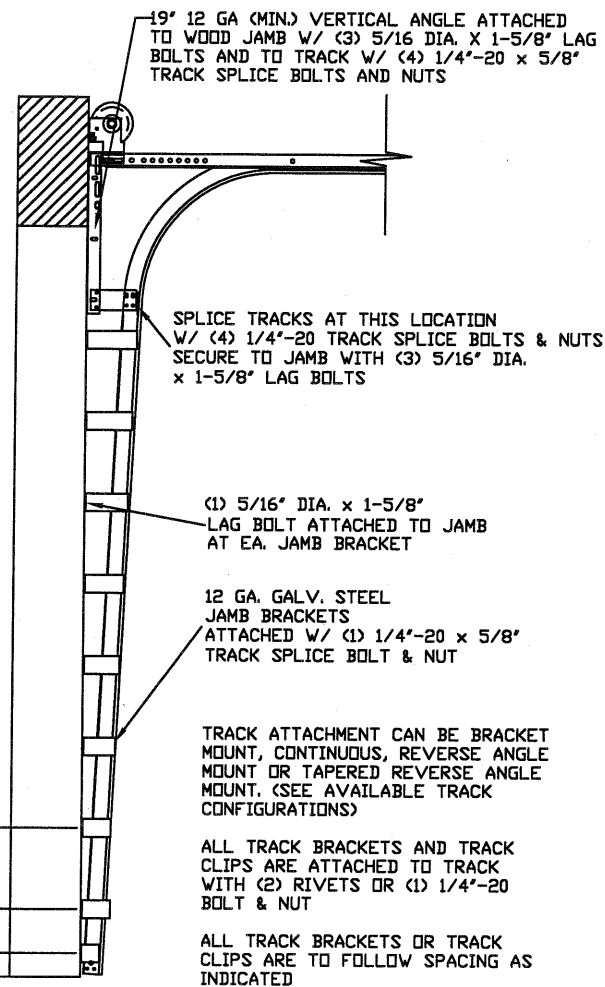 19" 12 GA (MIN.) VERTICAL ANGLE ATTACHED
TO WOOD JAMB W/ (3) 5/16 DIA. X 1-5/8" LAG
BOLTS AND TO TRACK W/ (4) 1/4"-20 x 5/8"
TRACK SPLICE BOLTS AND NUTS
SPLICE TRACKS AT THIS LOCATION
W/ (4) 1/4"-20 TRACK SPLICE BOLTS & NUTS
SECURE TO JAMB WITH (3) 5/16" DIA.
x 1-5/8" LAG BOLTS
(1) 5/16" DIA. x 1-5/8"
LAG BOLT ATTACHED TO JAMB
AT EA. JAMB BRACKET
12 GA. GALV. STEEL
JAMB BRACKETS
ATTACHED W/ (1) 1/4"-20 x 5/8"
TRACK SPLICE BOLT & NUT
TRACK ATTACHMENT CAN BE BRACKET
MOUNT, CONTINUOUS, REVERSE ANGLE
MOUNT OR TAPERED REVERSE ANGLE
MOUNT. (SEE AVAILABLE TRACK
CONFIGURATIONS)
ALL TRACK BRACKETS AND TRACK
CLIPS ARE ATTACHED TO TRACK
WITH (2) RIVETS OR (1) 1/4"-20
BOLT & NUT
ALL TRACK BRACKETS OR TRACK
CLIPS ARE TO FOLLOW SPACING AS
INDICATED